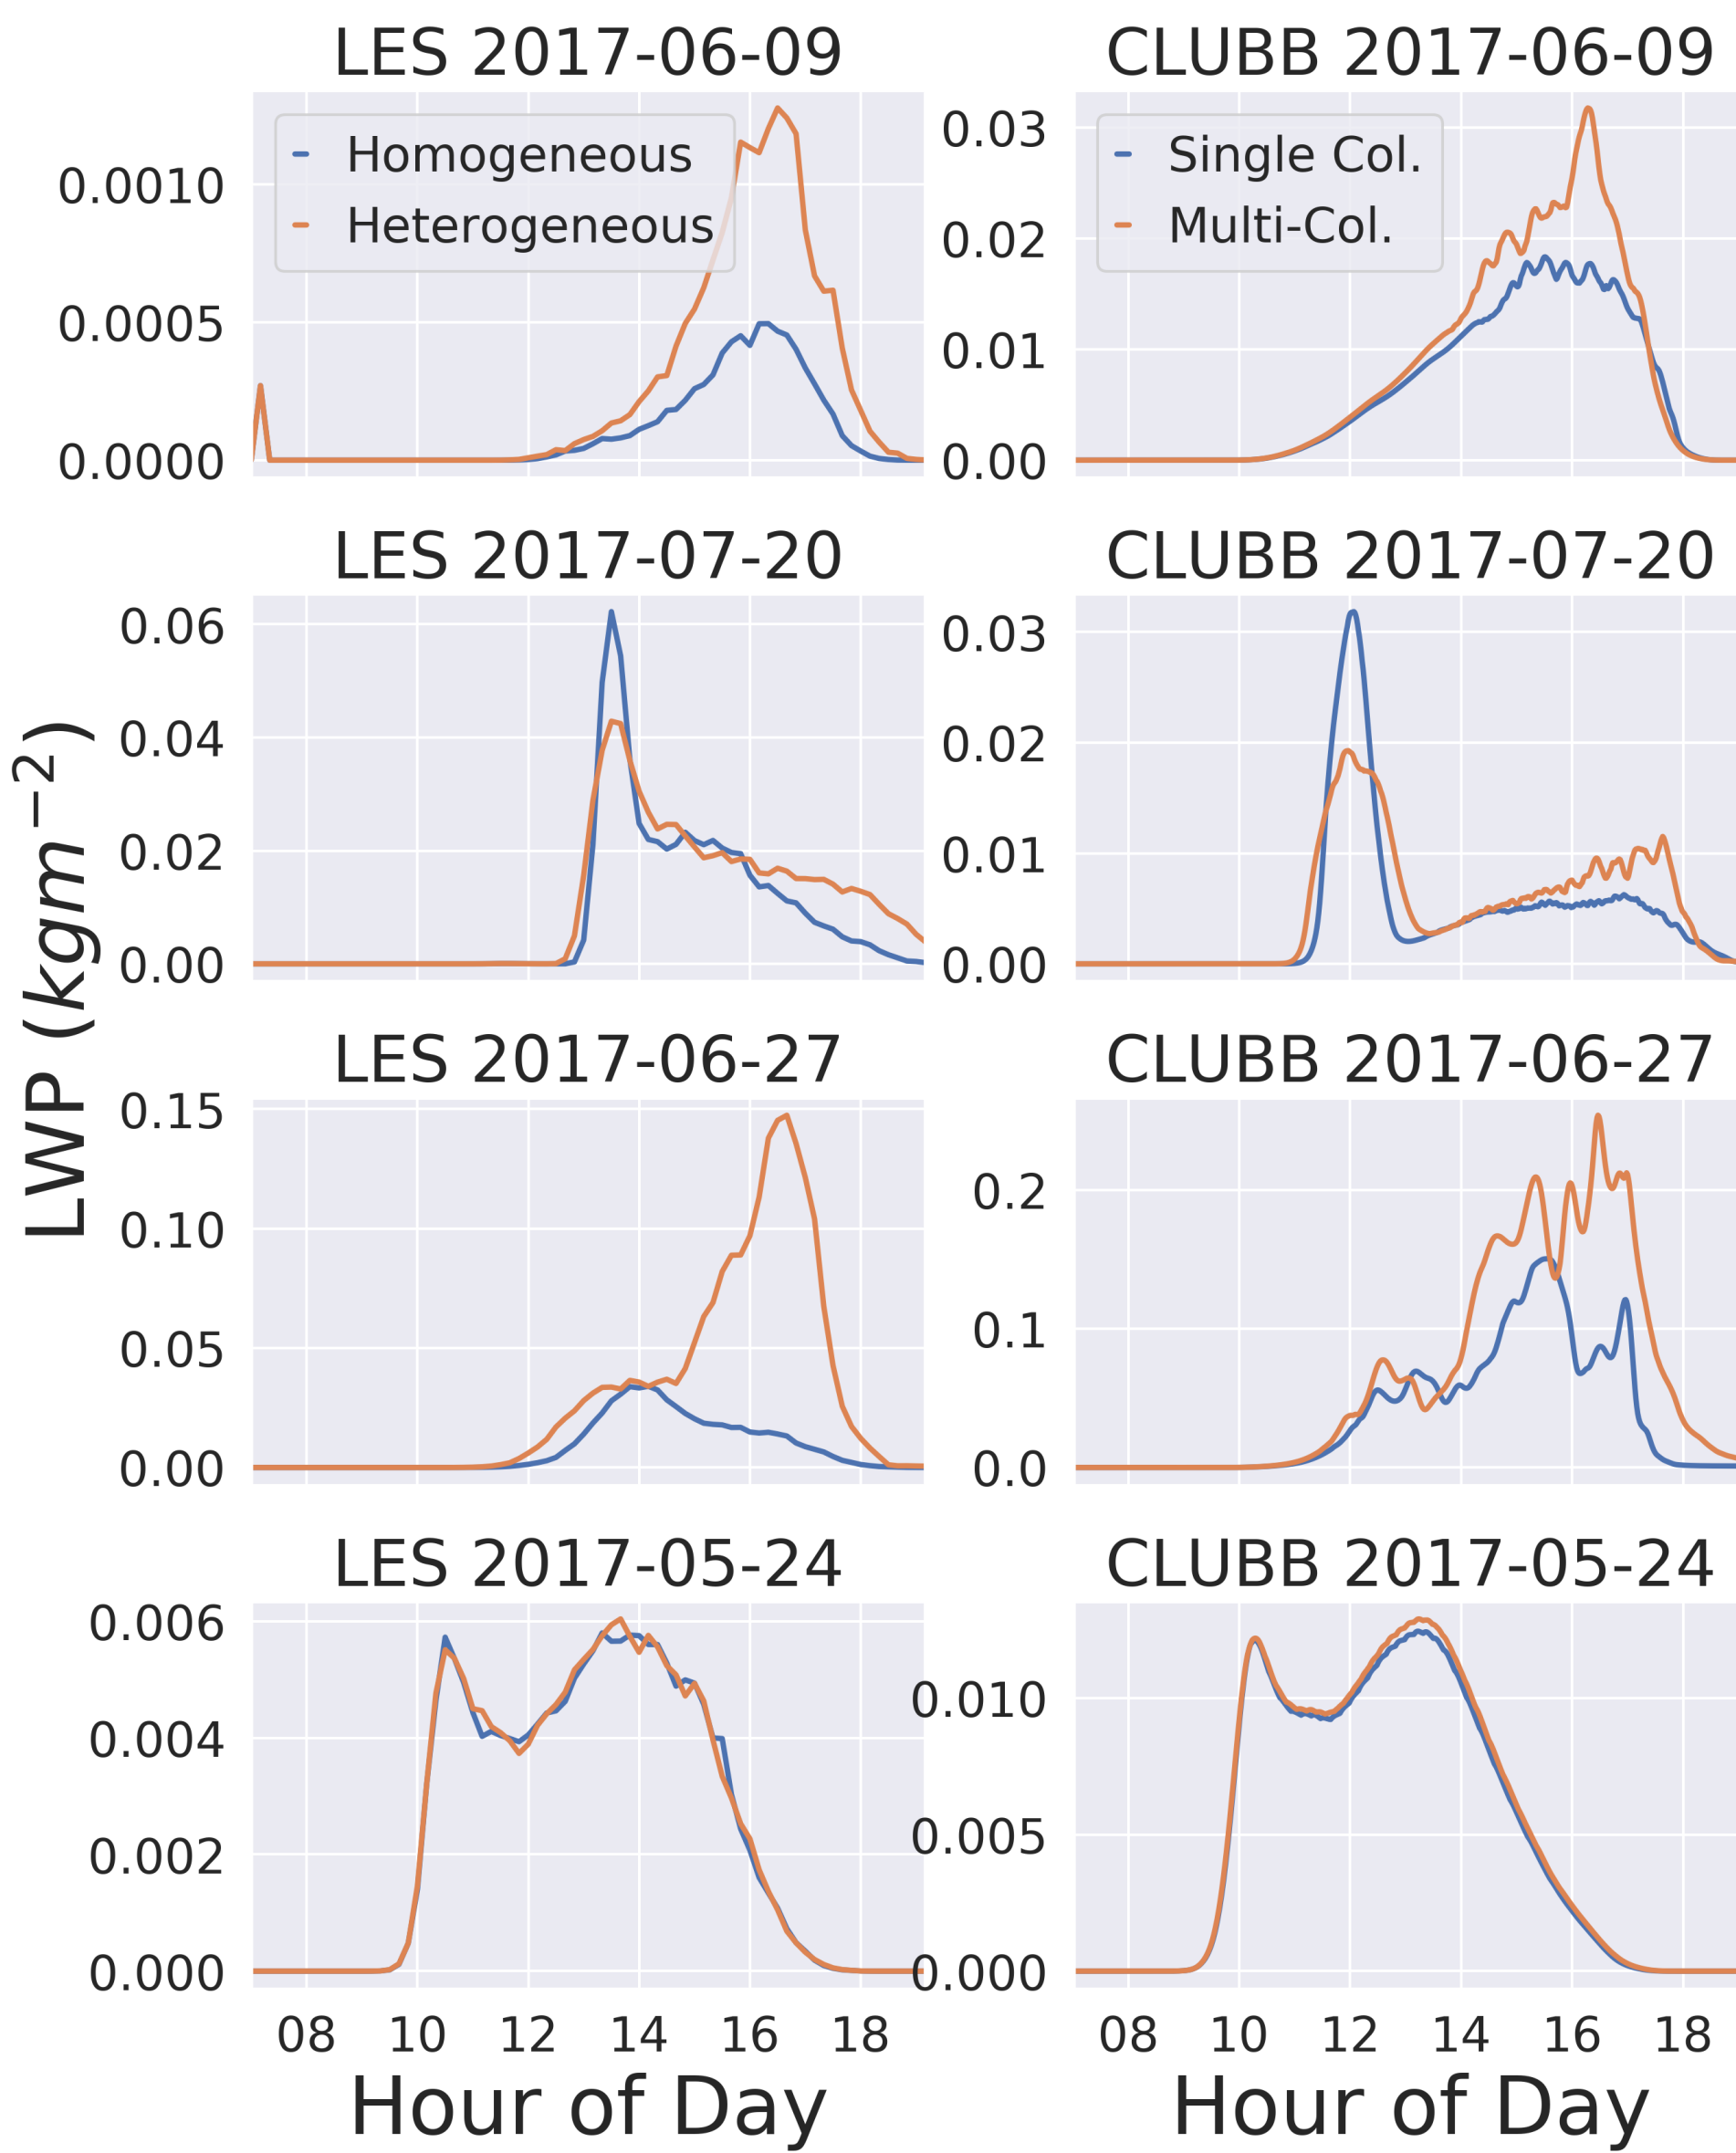 LES 2017-06-09
CLUBB 2017-06-09
Homogeneous
Heterogeneous
0.0010
0.0005
0.0000
Single Col.
Multi-Col.
0.03
0.02
0.01
0.00
LES 2017-07-20
CLUBB 2017-07-20
0.06
0.04
0.02
0.00
0.03
0.02
0.01
0.00
LWP (kgm⁻²)
LES 2017-06-27
CLUBB 2017-06-27
0.15
0.10
0.05
0.00
0.2
0.1
0.0
LES 2017-05-24
CLUBB 2017-05-24
0.006
0.004
0.002
0.000
0.010
0.005
0.000
08 10 12 14 16 18
08 10 12 14 16 18
Hour of Day
Hour of Day